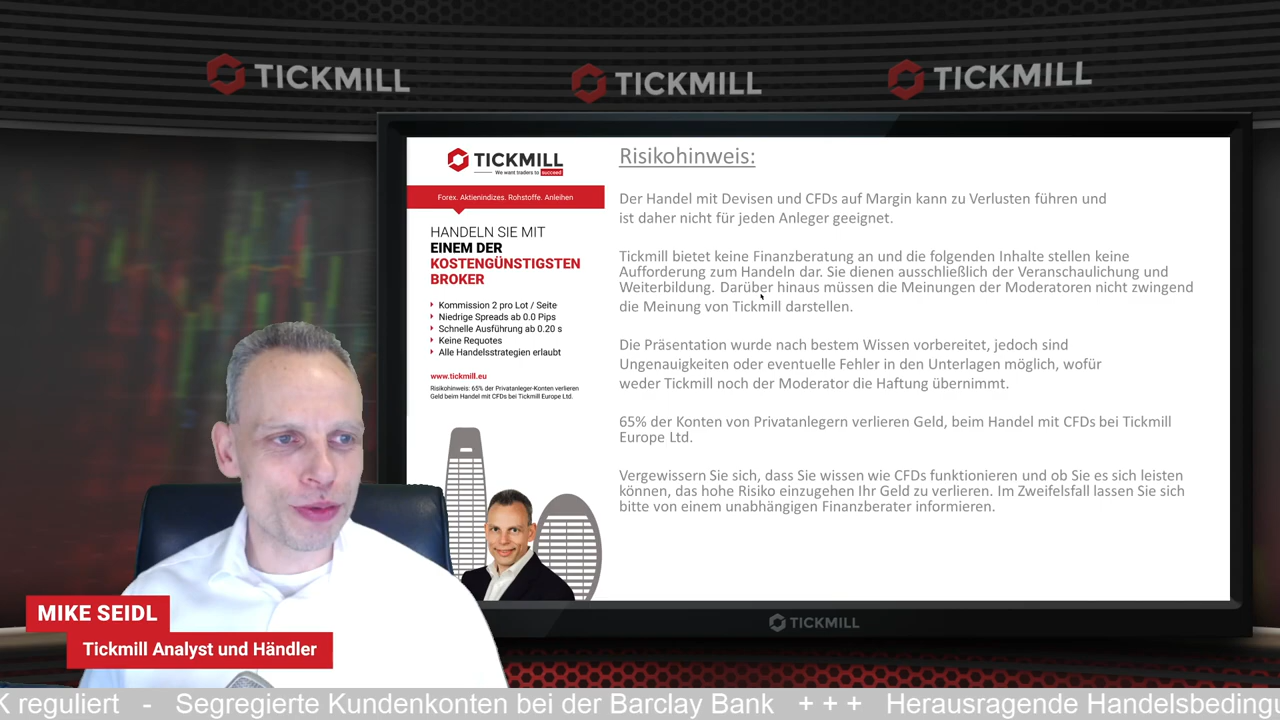 TICKMILL
TICKMILL
TICKMILL
TICKMILL
We want traders to succeed
Forex. Aktienindizes. Rohstoffe. Anleihen
HANDELN SIE MIT
EINEM DER
KOSTENGÜNSTIGSTEN
BROKER
Kommission 2 pro Lot / Seite
Niedrige Spreads ab 0.0 Pips
Schnelle Ausführung ab 0.20 s
Keine Requotes
Alle Handelsstrategien erlaubt
www.tickmill.eu
Risikohinweis: 65% der Privatanleger-Konten verlieren
Geld beim Handel mit CFDs bei Tickmill Europe Ltd.
Risikohinweis:
Der Handel mit Devisen und CFDs auf Margin kann zu Verlusten führen und
ist daher nicht für jeden Anleger geeignet.
Tickmill bietet keine Finanzberatung an und die folgenden Inhalte stellen keine
Aufforderung zum Handeln dar. Sie dienen ausschließlich der Veranschaulichung und
Weiterbildung. Darüber hinaus müssen die Meinungen der Moderatoren nicht zwingend
die Meinung von Tickmill darstellen.
Die Präsentation wurde nach bestem Wissen vorbereitet, jedoch sind
Ungenauigkeiten oder eventuelle Fehler in den Unterlagen möglich, wofür
weder Tickmill noch der Moderator die Haftung übernimmt.
65% der Konten von Privatanlegern verlieren Geld, beim Handel mit CFDs bei Tickmill
Europe Ltd.
Vergewissern Sie sich, dass Sie wissen wie CFDs funktionieren und ob Sie es sich leisten
können, das hohe Risiko einzugehen Ihr Geld zu verlieren. Im Zweifelsfall lassen Sie sich
bitte von einem unabhängigen Finanzberater informieren.
TICKMILL
MIKE SEIDL
Tickmill Analyst und Händler
K reguliert - Segregierte Kundenkonten bei der Barclay Bank + + + Herausragende Handelsbedingu